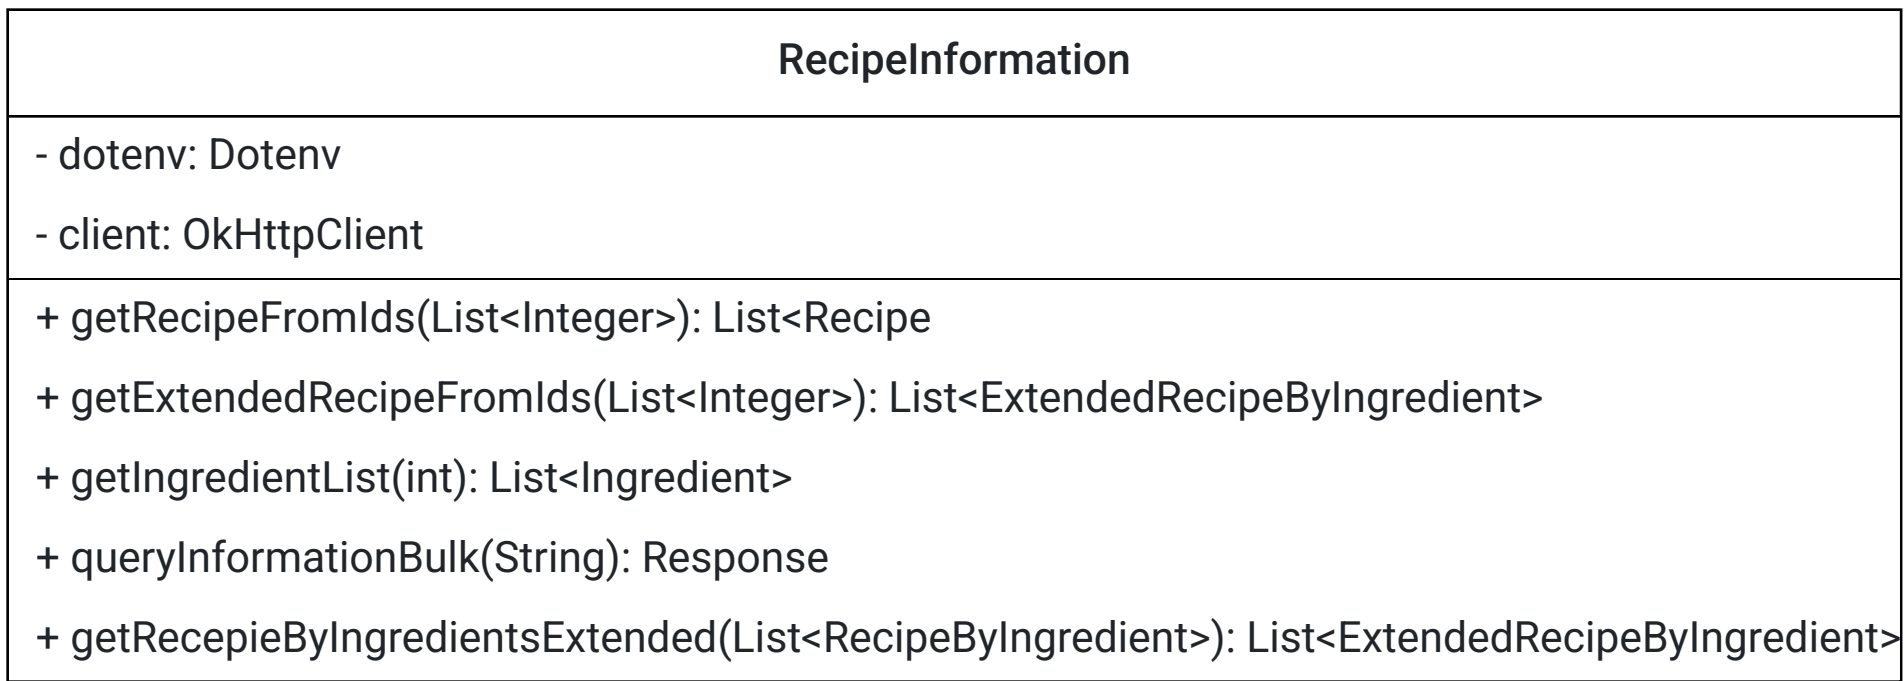 RecipeInformation
- dotenv: Dotenv
- client: OkHttpClient
+ getRecipeFromIds(List<Integer>): List<Recipe
+ getExtendedRecipeFromIds(List<Integer>): List<ExtendedRecipeByIngredient>
+ getIngredientList(int): List<Ingredient>
+ queryInformationBulk(String): Response
+ getRecepieByIngredientsExtended(List<RecipeByIngredient>): List<ExtendedRecipeByIngredient>